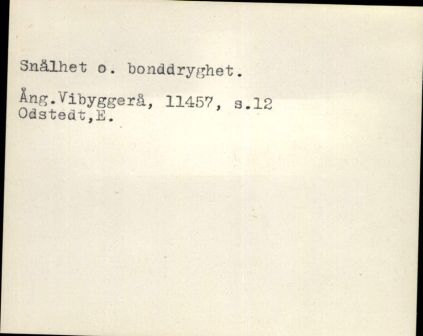 Snålhet o. bonddryghet.
Ång.Vibyggerå, 11457, s.12
Odstedt,E.